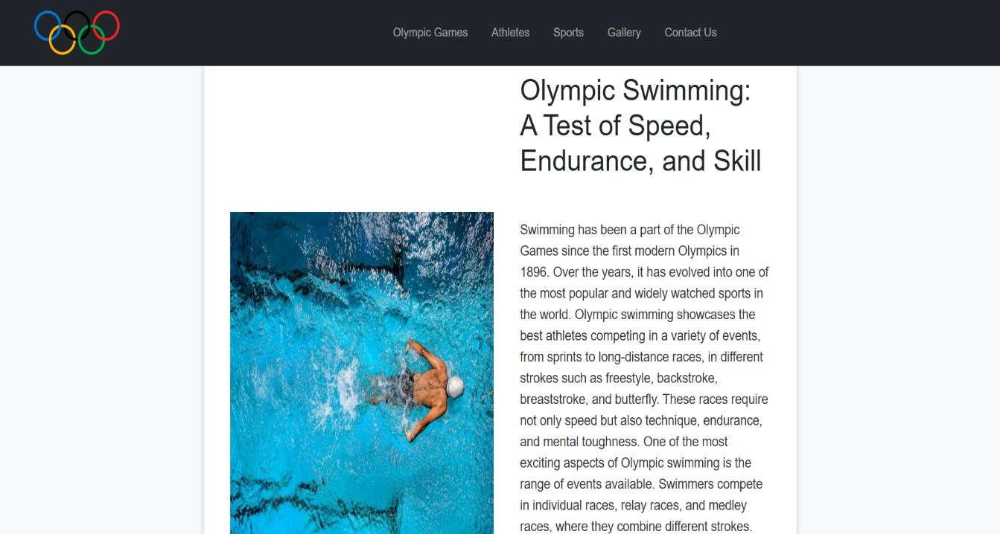 Olympic Games Athletes Sports Gallery Contact Us
Olympic Swimming:
A Test of Speed,
Endurance, and Skill
Swimming has been a part of the Olympic
Games since the first modern Olympics in
1896. Over the years, it has evolved into one of
the most popular and widely watched sports in
the world. Olympic swimming showcases the
best athletes competing in a variety of events,
from sprints to long-distance races, in different
strokes such as freestyle, backstroke,
breaststroke, and butterfly. These races require
not only speed but also technique, endurance,
and mental toughness. One of the most
exciting aspects of Olympic swimming is the
range of events available. Swimmers compete
in individual races, relay races, and medley
races, where they combine different strokes.